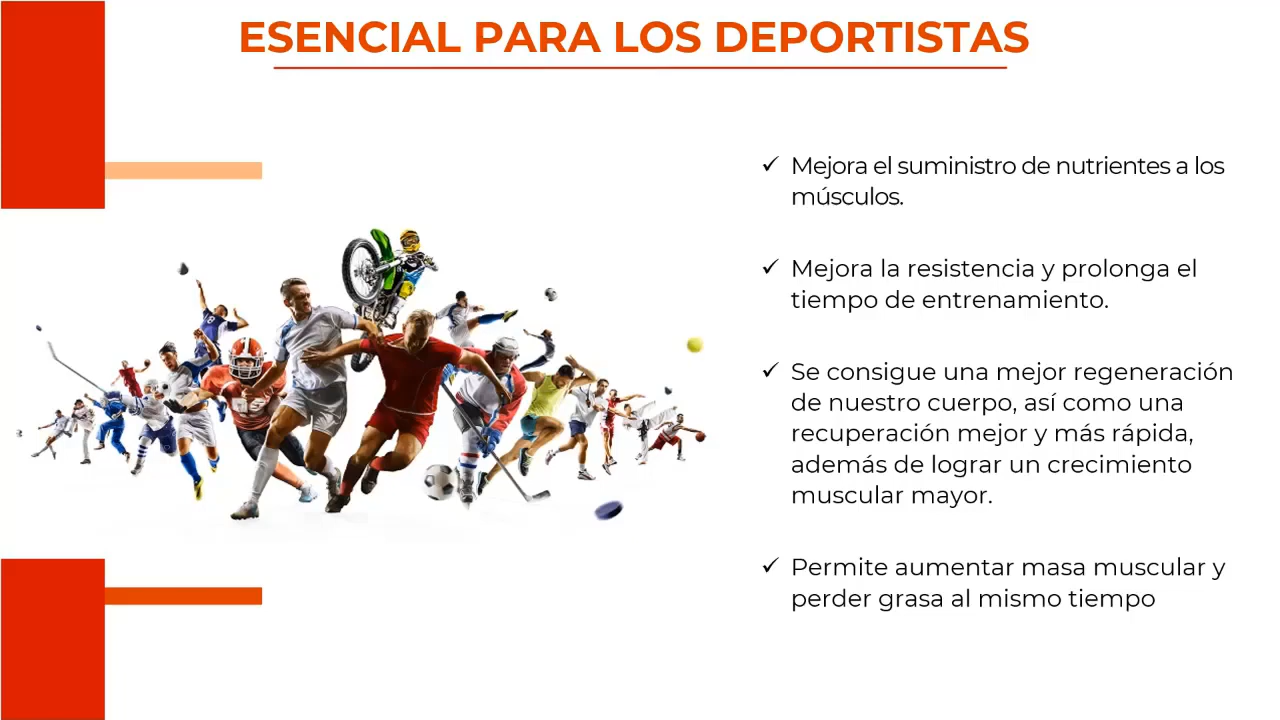 ESENCIAL PARA LOS DEPORTISTAS
✓ Mejora el suministro de nutrientes a los
músculos.
✓ Mejora la resistencia y prolonga el
tiempo de entrenamiento.
✓ Se consigue una mejor regeneración
de nuestro cuerpo, así como una
recuperación mejor y más rápida,
además de lograr un crecimiento
muscular mayor.
✓ Permite aumentar masa muscular y
perder grasa al mismo tiempo